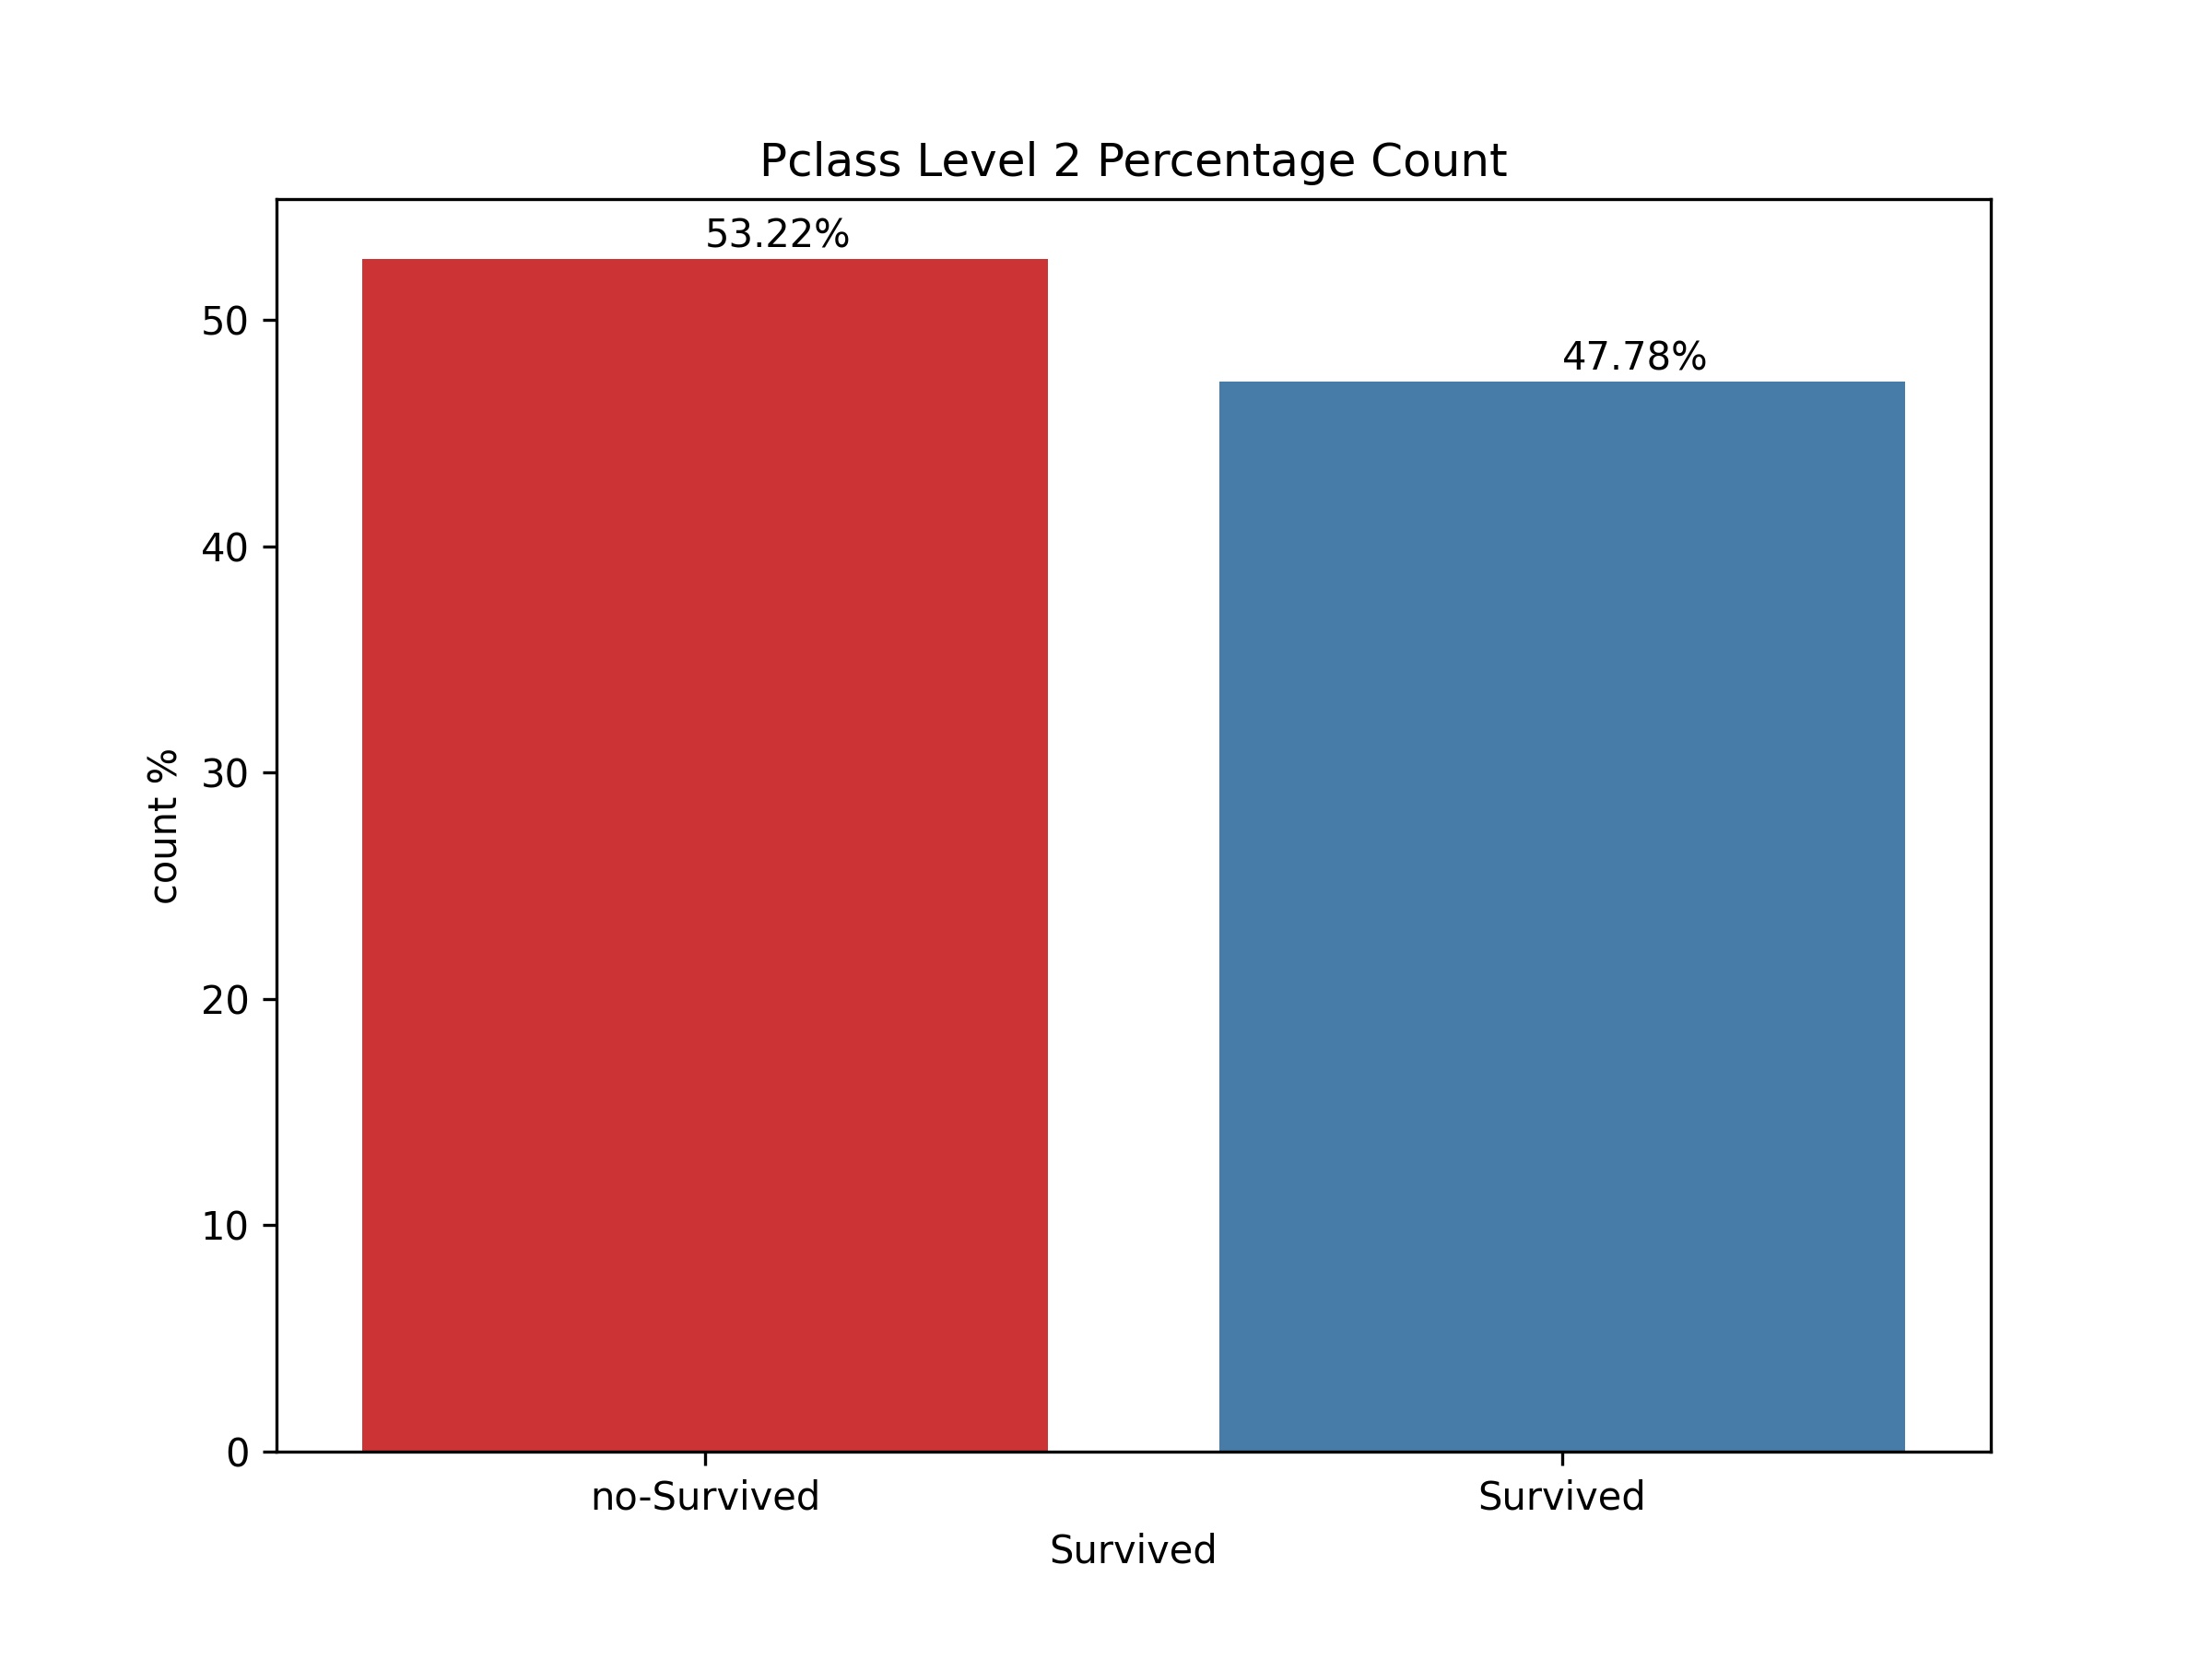 Pclass Level 2 Percentage Count
53.22%
47.78%
50
40
30
20
10
0
count %
no-Survived
Survived
Survived